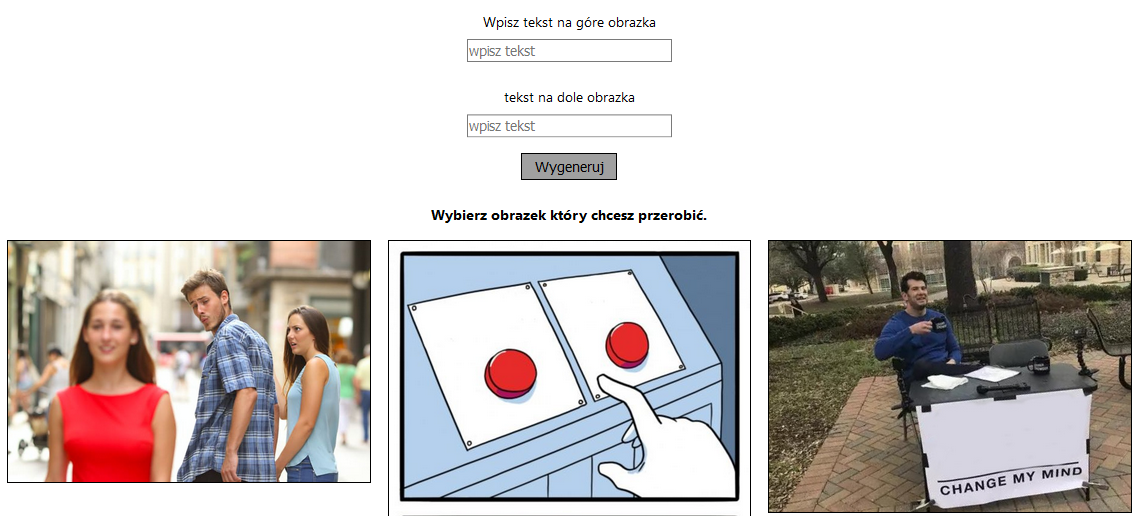 Wpisz tekst na góre obrazka
wpisz tekst
tekst na dole obrazka
wpisz tekst
Wygeneruj
Wybierz obrazek który chcesz przerobić.
CHANGE MY MIND